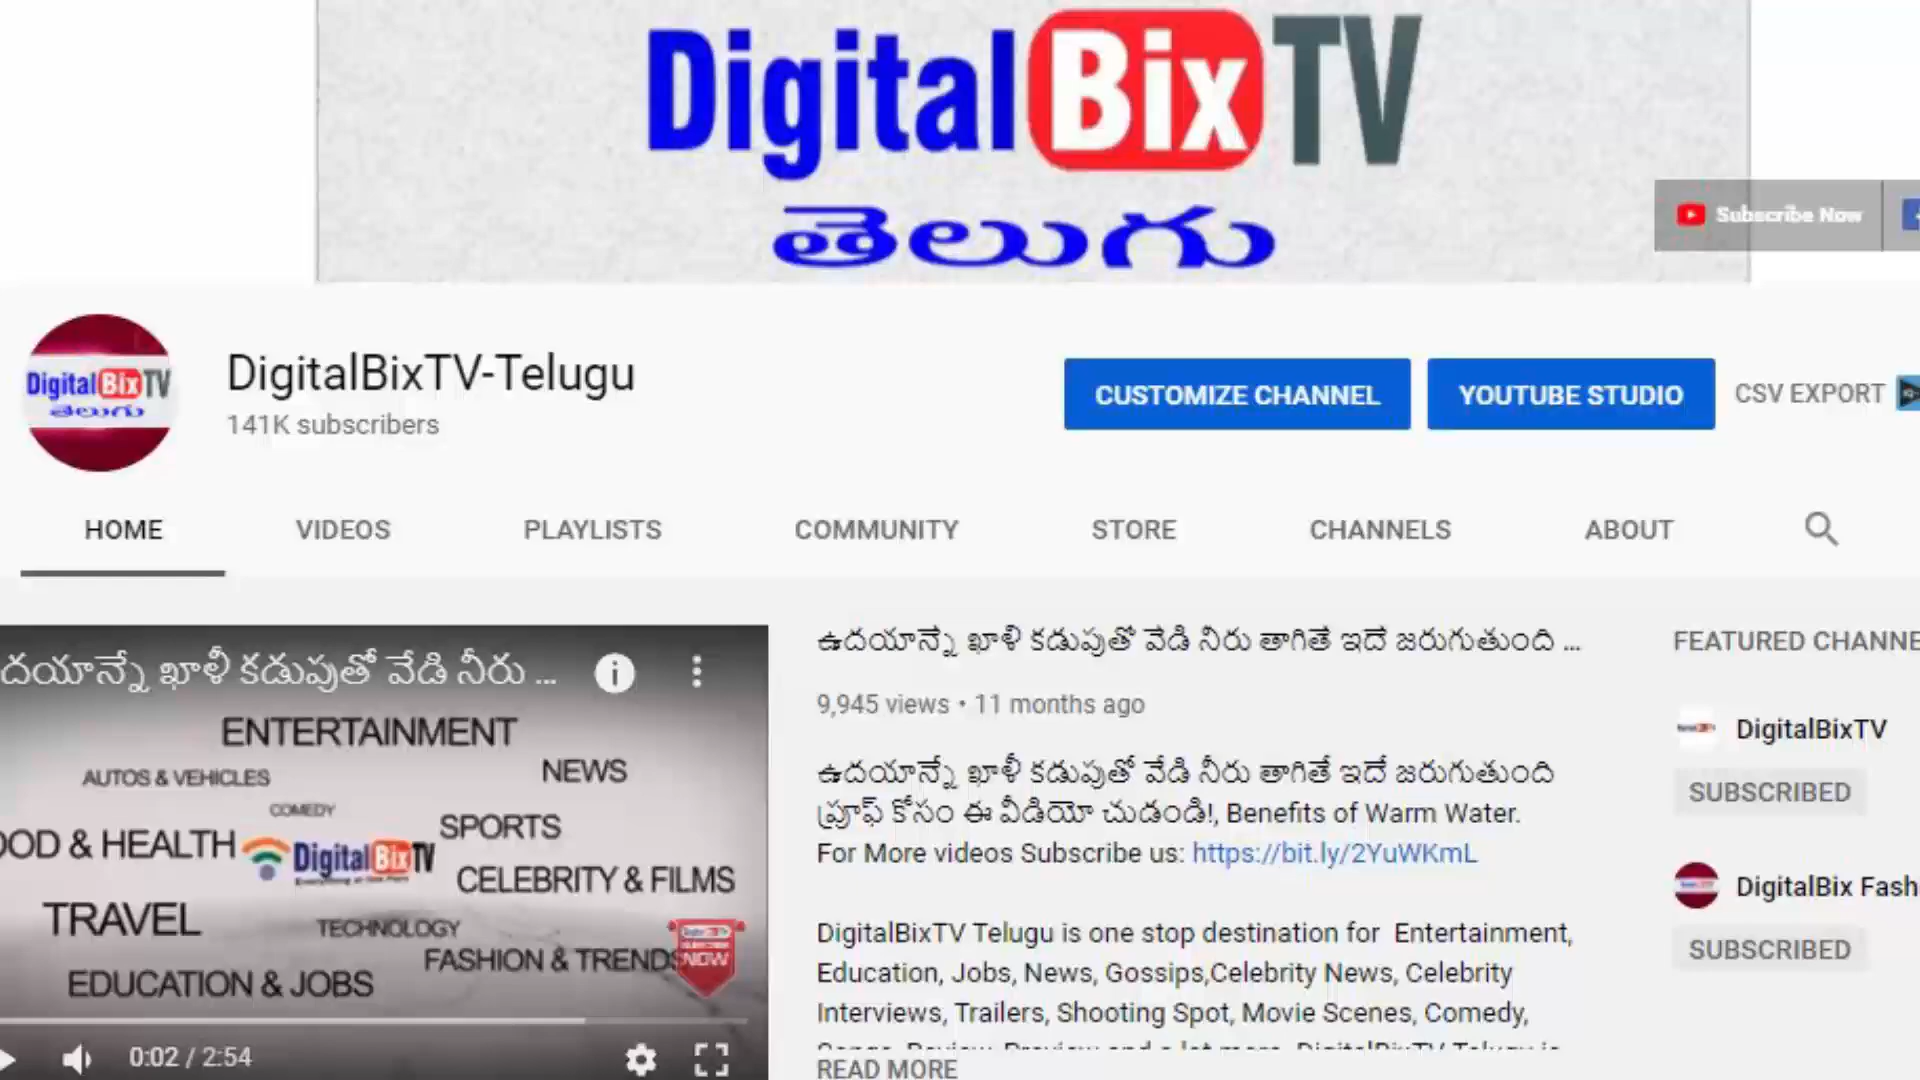 DigitalBixTV
తెలుగు
Subscribe Now
DigitalBixTV
తెలుగు
DigitalBixTV-Telugu
141K subscribers
CUSTOMIZE CHANNEL
YOUTUBE STUDIO
CSV EXPORT
HOME
VIDEOS
PLAYLISTS
COMMUNITY
STORE
CHANNELS
ABOUT
దయాన్నే ఖాళీ కడుపుతో వేడి నీరు ...
ENTERTAINMENT
AUTOS & VEHICLES
NEWS
COMEDY
SPORTS
OOD & HEALTH
DigitalBixTV
CELEBRITY & FILMS
TRAVEL
TECHNOLOGY
FASHION & TRENDS
NOW
EDUCATION & JOBS
0:02 / 2:54
ఉదయాన్నే ఖాళీ కడుపుతో వేడి నీరు తాగితే ఇదే జరుగుతుంది ...
9,945 views • 11 months ago
ఉదయాన్నే ఖాళీ కడుపుతో వేడి నీరు తాగితే ఇదే జరుగుతుంది
ప్రూఫ్ కోసం ఈ వీడియో చుడండి!, Benefits of Warm Water.
For More videos Subscribe us: https://bit.ly/2YuWKmL
DigitalBixTV Telugu is one stop destination for Entertainment,
Education, Jobs, News, Gossips,Celebrity News, Celebrity
Interviews, Trailers, Shooting Spot, Movie Scenes, Comedy,
READ MORE
FEATURED CHANNE
DigitalBixTV
SUBSCRIBED
DigitalBix Fash
SUBSCRIBED